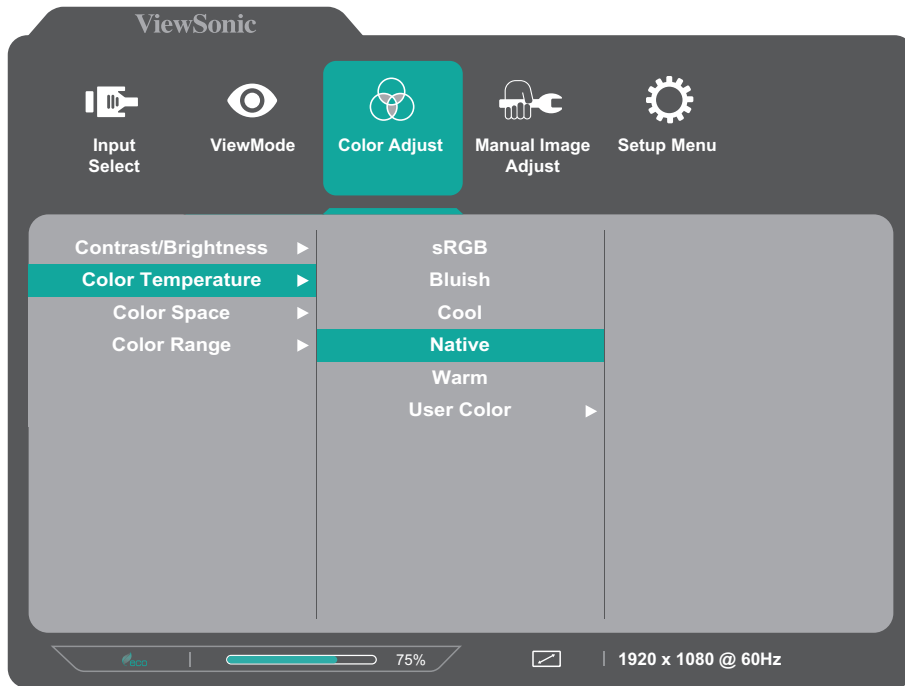 ViewSonic
Input
Select
ViewMode
Color Adjust
Manual Image
Adjust
Setup Menu
Contrast/Brightness
Color Temperature
Color Space
Color Range
sRGB
Bluish
Cool
Native
Warm
User Color
eco
75%
1920 x 1080 @ 60Hz